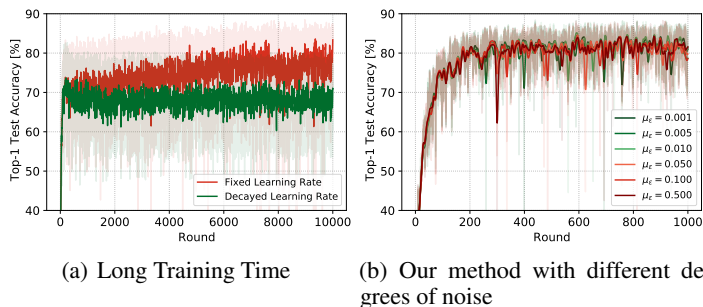 90
80
70
60
50
40
Top-1 Test Accuracy [%]
0 2000 4000 6000 8000 10000
Round
Fixed Learning Rate
Decayed Learning Rate
(a) Long Training Time
90
80
70
60
50
40
Top-1 Test Accuracy [%]
0 200 400 600 800 1000
Round
με = 0.001
με = 0.005
με = 0.010
με = 0.050
με = 0.100
με = 0.500
(b) Our method with different de
grees of noise